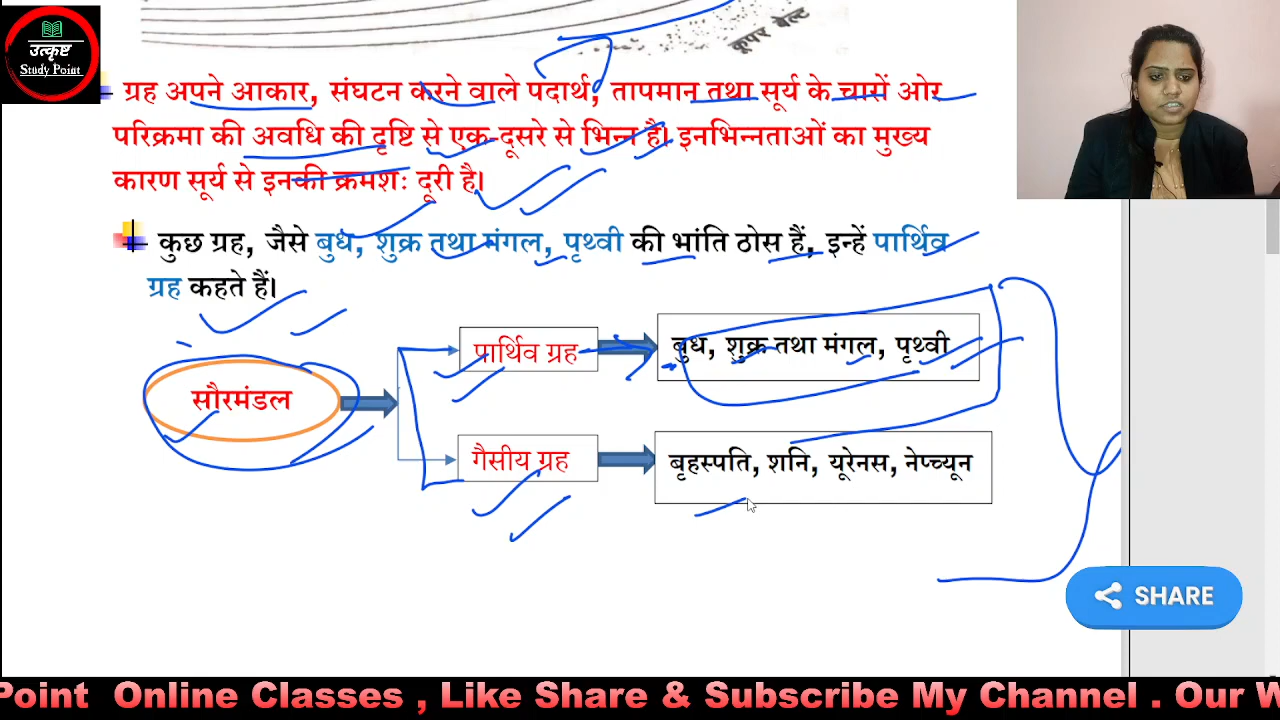 उत्कृष्ट
Study Point
कूपर बेल्ट
ग्रह अपने आकार, संघटन करने वाले पदार्थ, तापमान तथा सूर्य के चारों ओर
परिक्रमा की अवधि की दृष्टि से एक-दूसरे से भिन्न है। इनभिन्नताओं का मुख्य
कारण सूर्य से इनकी क्रमशः दूरी है।
कुछ ग्रह, जैसे बुध, शुक्र तथा मंगल, पृथ्वी की भांति ठोस हैं, इन्हें पार्थिव
ग्रह कहते हैं।
पार्थिव ग्रह
बुध, शुक्र तथा मंगल, पृथ्वी
सौरमंडल
गैसीय ग्रह
बृहस्पति, शनि, यूरेनस, नेप्च्यून
SHARE
Point Online Classes , Like Share & Subscribe My Channel . Our W